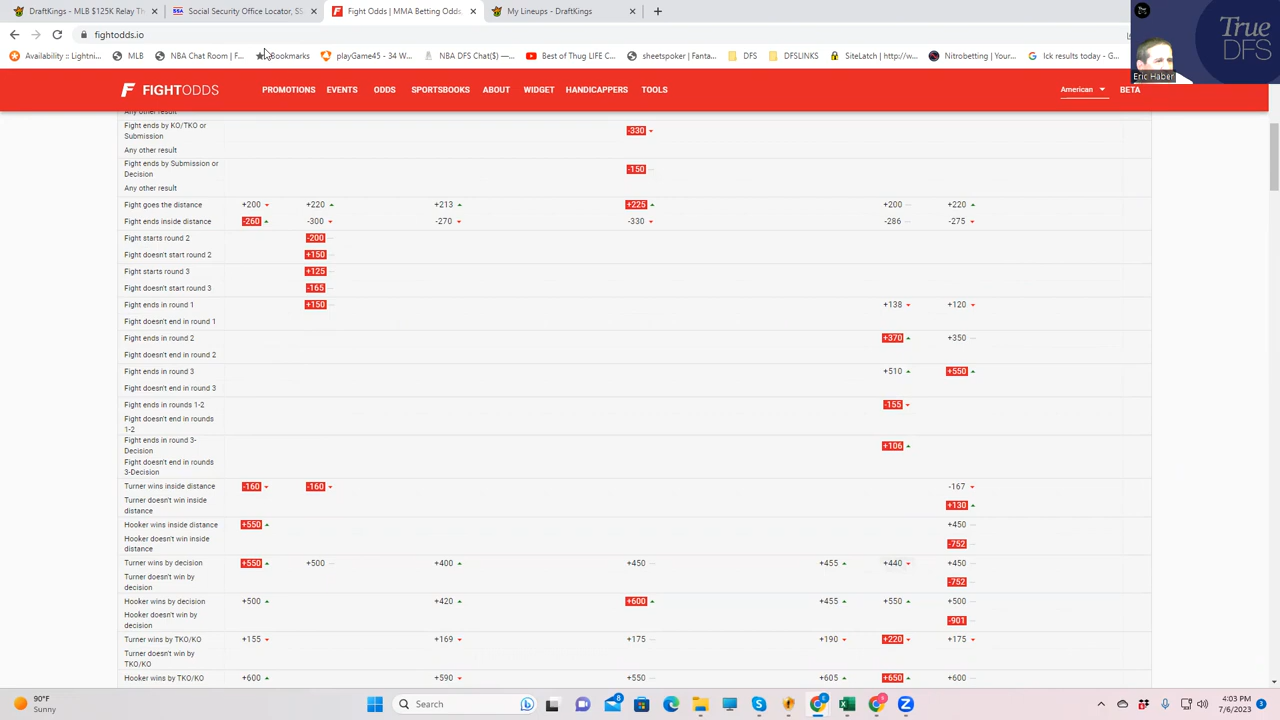 DraftKings - MLB $125K Relay Th
Social Security Office Locator, SS
Fight Odds | MMA Betting Odds
My Lineups - DraftKings
fightodds.io
Availability :: Lightni...
MLB
NBA Chat Room | F...
Bookmarks
playGame45 - 34 W...
NBA DFS Chat($) —...
Best of Thug LIFE C...
sheetspoker | Fanta...
DFS
DFSLINKS
SiteLatch | http://w...
Nitrobetting | Your...
Ick results today - G...
True
DFS
Eric Haber
FIGHTODDS PROMOTIONS EVENTS ODDS SPORTSBOOKS ABOUT WIDGET HANDICAPPERS TOOLS American BETA
Any other result
Fight ends by KO/TKO or
Submission
-330
Any other result
Fight ends by Submission or
Decision
-150
Any other result
Fight goes the distance +200 +220 +213 +225 +200 +220
Fight ends inside distance -260 -300 -270 -330 -286 -275
Fight starts round 2 -200
Fight doesn't start round 2 +150
Fight starts round 3 +125
Fight doesn't start round 3 -165
Fight ends in round 1 +150 +138 +120
Fight doesn't end in round 1
Fight ends in round 2 +370 +350
Fight doesn't end in round 2
Fight ends in round 3 +510 +550
Fight doesn't end in round 3
Fight ends in rounds 1-2 -155
Fight doesn't end in rounds
1-2
Fight ends in round 3-
Decision
+106
Fight doesn't end in rounds
3-Decision
Turner wins inside distance -160 -160 -167
Turner doesn't win inside
distance
+130
Hooker wins inside distance +550 +450
Hooker doesn't win inside
distance
-752
Turner wins by decision +550 +500 +400 +450 +455 +440 +450
Turner doesn't win by
decision
-752
Hooker wins by decision +500 +420 +600 +455 +550 +500
Hooker doesn't win by
decision
-901
Turner wins by TKO/KO +155 +169 +175 +190 +220 +175
Turner doesn't win by
TKO/KO
Hooker wins by TKO/KO +600 +590 +550 +605 +650 +600
90°F
Sunny
Search
8
4:03 PM
7/6/2023
3